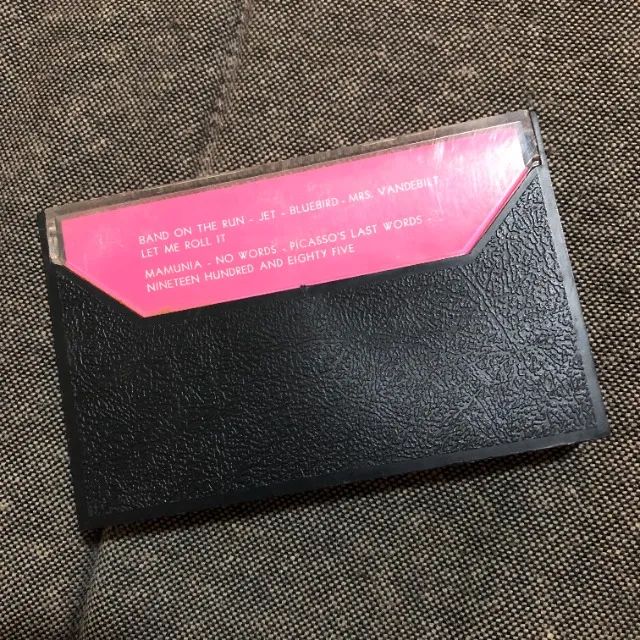 BAND ON THE RUN - JET - BLUEBIRD - MRS. VANDEBILT
LET ME ROLL IT
MAMUNIA - NO WORDS - PICASSO'S LAST WORDS -
NINETEEN HUNDRED AND EIGHTY FIVE